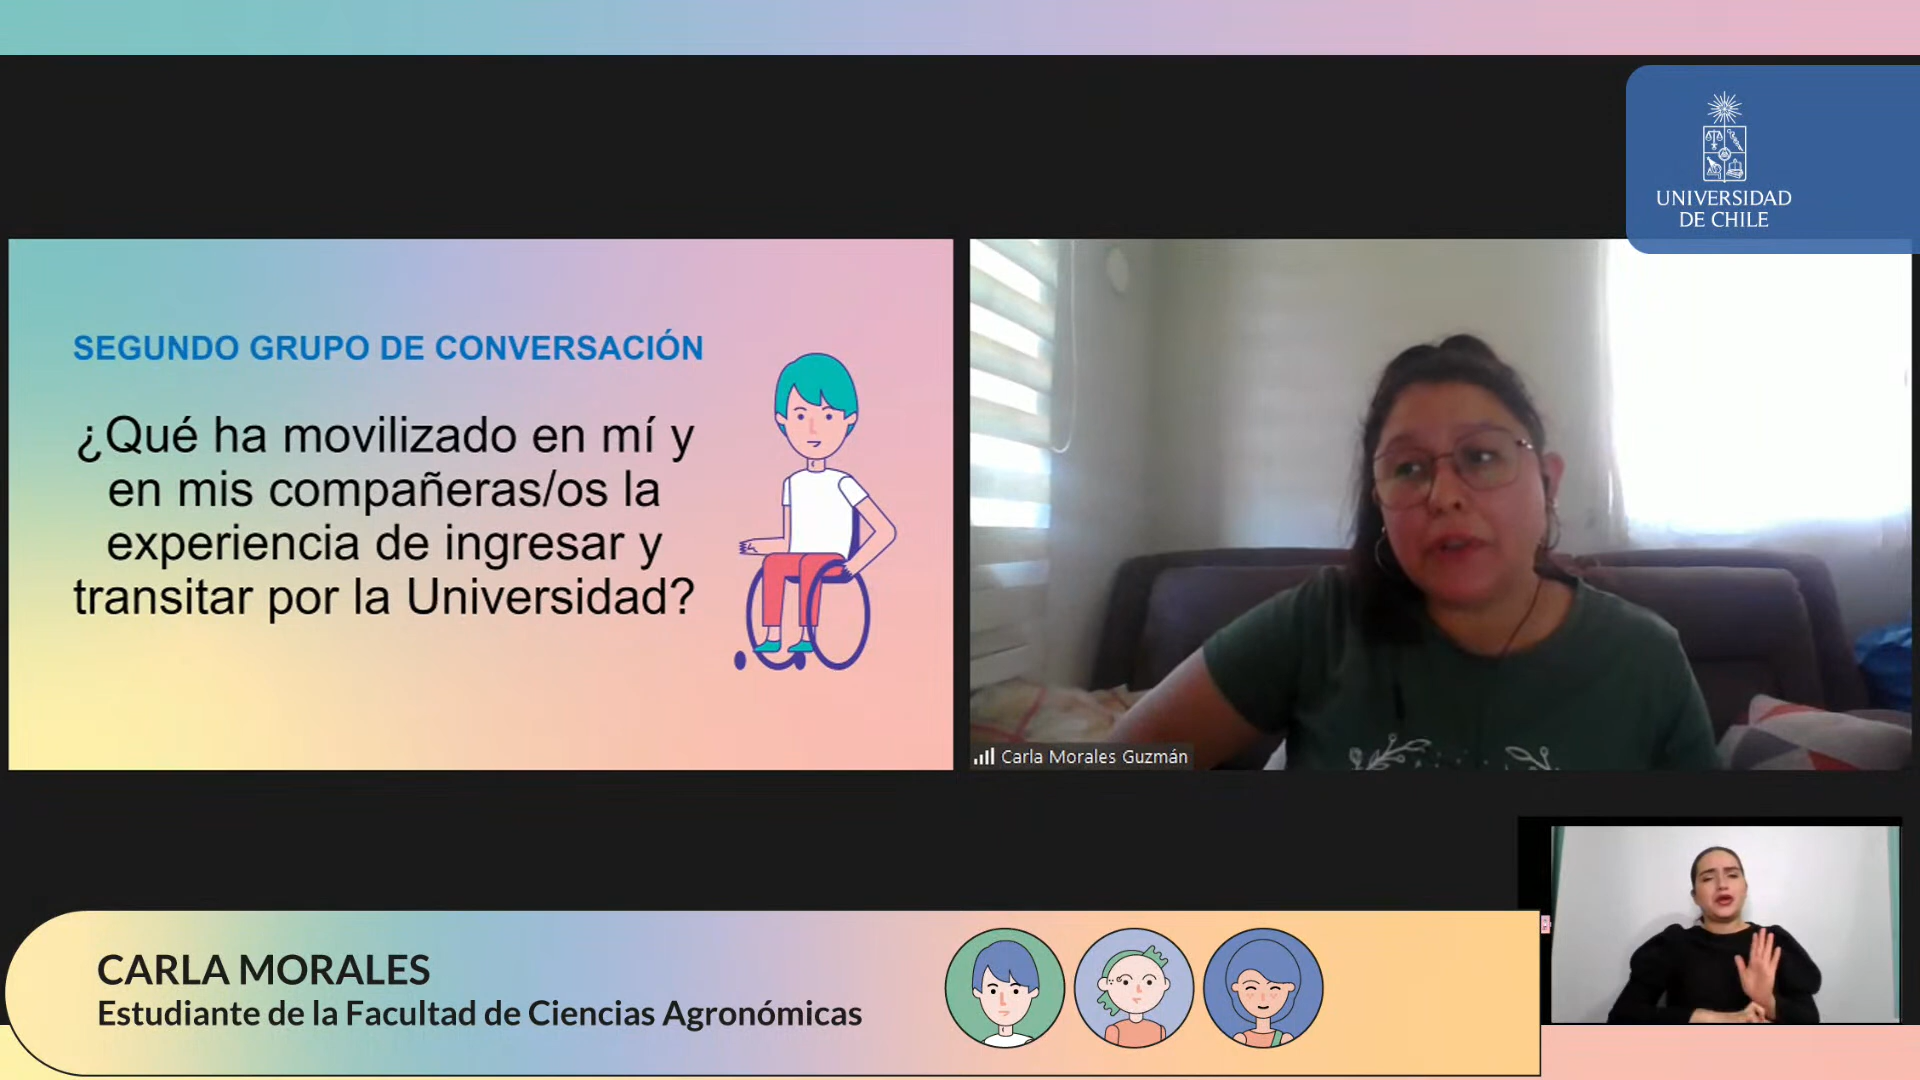 UNIVERSIDAD
DE CHILE
SEGUNDO GRUPO DE CONVERSACIÓN
¿Qué ha movilizado en mí y
en mis compañeras/os la
experiencia de ingresar y
transitar por la Universidad?
Carla Morales Guzmán
CARLA MORALES
Estudiante de la Facultad de Ciencias Agronómicas